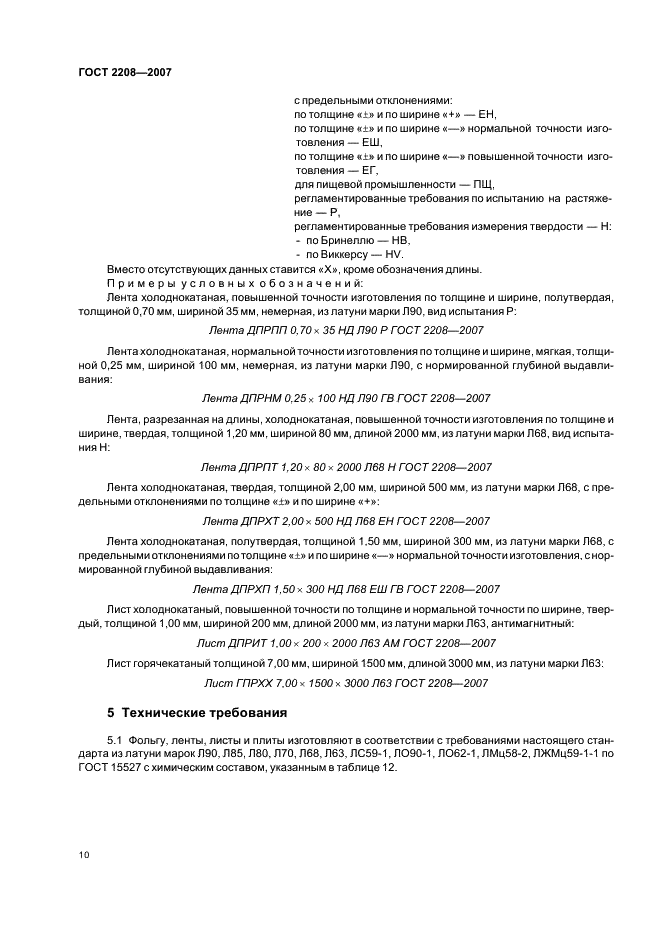 ГОСТ 2208—2007
с предельными отклонениями:
по толщине «±» и по ширине «+» — ЕН,
по толщине «±» и по ширине «—» нормальной точности изго-
товления — ЕШ,
по толщине «±» и по ширине «—» повышенной точности изго-
товления — ЕГ,
для пищевой промышленности — ПЩ,
регламентированные требования по испытанию на растяже-
ние — Р,
регламентированные требования измерения твердости — Н:
- по Бринеллю — НВ,
- по Виккерсу — HV.
Вместо отсутствующих данных ставится «Х», кроме обозначения длины.
Примеры условных обозначений:
Лента холоднокатаная, повышенной точности изготовления по толщине и ширине, полутвердая,
толщиной 0,70 мм, шириной 35 мм, немерная, из латуни марки Л90, вид испытания Р:
Лента ДПРПП 0,70 × 35 НД Л90 Р ГОСТ 2208—2007
Лента холоднокатаная, нормальной точности изготовления по толщине и ширине, мягкая, толщи-
ной 0,25 мм, шириной 100 мм, немерная, из латуни марки Л90, с нормированной глубиной выдавли-
вания:
Лента ДПРНМ 0,25 × 100 НД Л90 ГВ ГОСТ 2208—2007
Лента, разрезанная на длины, холоднокатаная, повышенной точности изготовления по толщине и
ширине, твердая, толщиной 1,20 мм, шириной 80 мм, длиной 2000 мм, из латуни марки Л68, вид испыта-
ния Н:
Лента ДПРПТ 1,20 × 80 × 2000 Л68 Н ГОСТ 2208—2007
Лента холоднокатаная, твердая, толщиной 2,00 мм, шириной 500 мм, из латуни марки Л68, с пре-
дельными отклонениями по толщине «±» и по ширине «+»:
Лента ДПРХТ 2,00 × 500 НД Л68 ЕН ГОСТ 2208—2007
Лента холоднокатаная, полутвердая, толщиной 1,50 мм, шириной 300 мм, из латуни марки Л68, с
предельными отклонениями по толщине «±» и по ширине «—» нормальной точности изготовления, с нор-
мированной глубиной выдавливания:
Лента ДПРХП 1,50 × 300 НД Л68 ЕШ ГВ ГОСТ 2208—2007
Лист холоднокатаный, повышенной точности по толщине и нормальной точности по ширине, твер-
дый, толщиной 1,00 мм, шириной 200 мм, длиной 2000 мм, из латуни марки Л63, антимагнитный:
Лист ДПРИТ 1,00 × 200 × 2000 Л63 АМ ГОСТ 2208—2007
Лист горячекатаный толщиной 7,00 мм, шириной 1500 мм, длиной 3000 мм, из латуни марки Л63:
Лист ГПРХХ 7,00 × 1500 × 3000 Л63 ГОСТ 2208—2007
5 Технические требования
5.1 Фольгу, ленты, листы и плиты изготовляют в соответствии с требованиями настоящего стан-
дарта из латуни марок Л90, Л85, Л80, Л70, Л68, Л63, ЛС59-1, ЛО90-1, ЛО62-1, ЛМц58-2, ЛЖМц59-1-1 по
ГОСТ 15527 с химическим составом, указанным в таблице 12.
10